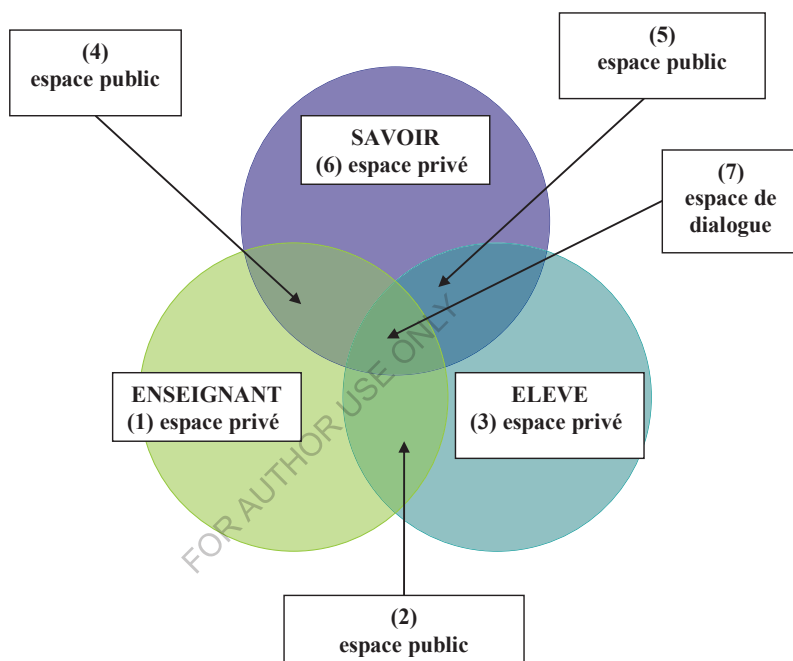 (4)
espace public
(5)
espace public
SAVOIR
(6) espace privé
(7)
espace de
dialogue
ENSEIGNANT
(1) espace privé
ELEVE
(3) espace privé
FOR AUTHOR USE ONLY
(2)
espace public